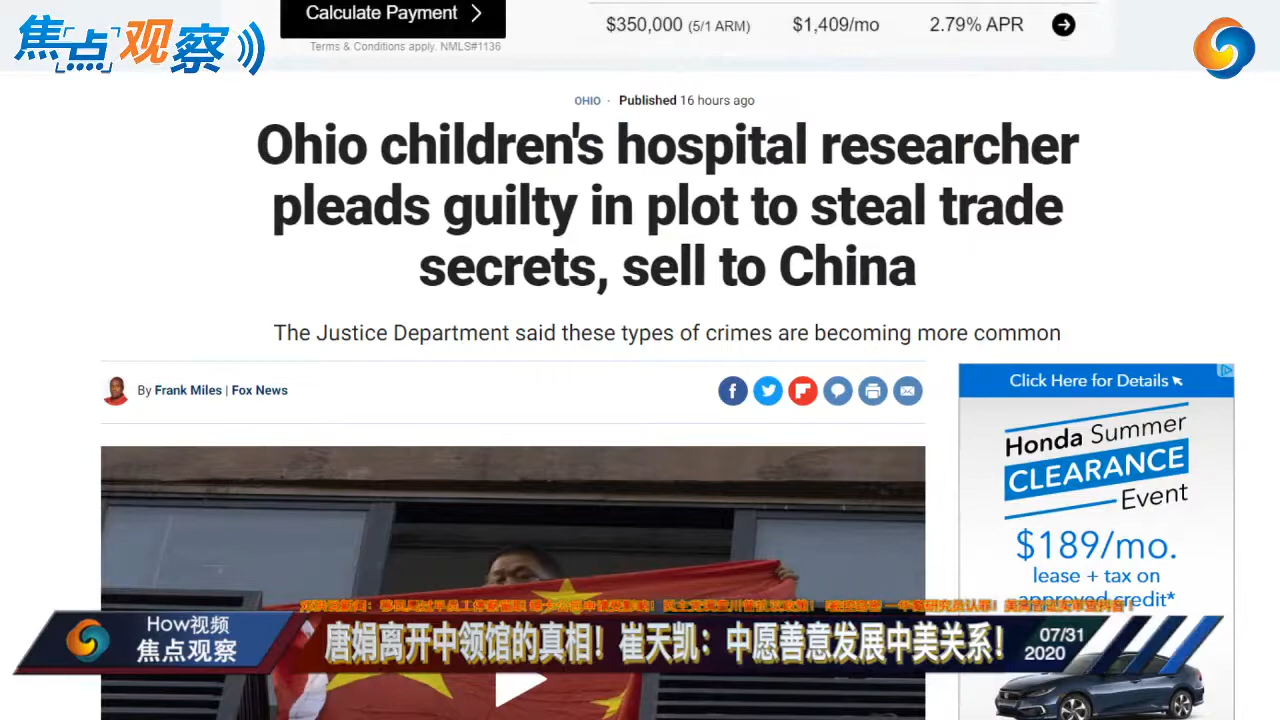 焦点观察
Calculate Payment
Terms & Conditions apply. NMLS#1136
$350,000 (5/1 ARM) $1,409/mo 2.79% APR
OHIO · Published 16 hours ago
Ohio children's hospital researcher
pleads guilty in plot to steal trade
secrets, sell to China
The Justice Department said these types of crimes are becoming more common
By Frank Miles | Fox News
Click Here for Details
Honda Summer
CLEARANCE
Event
$189/mo.
lease + tax on
approved credit*
How视频
焦点观察
唐娟离开中领馆的真相！崔天凯：中愿善意发展中美关系！
07/31
2020